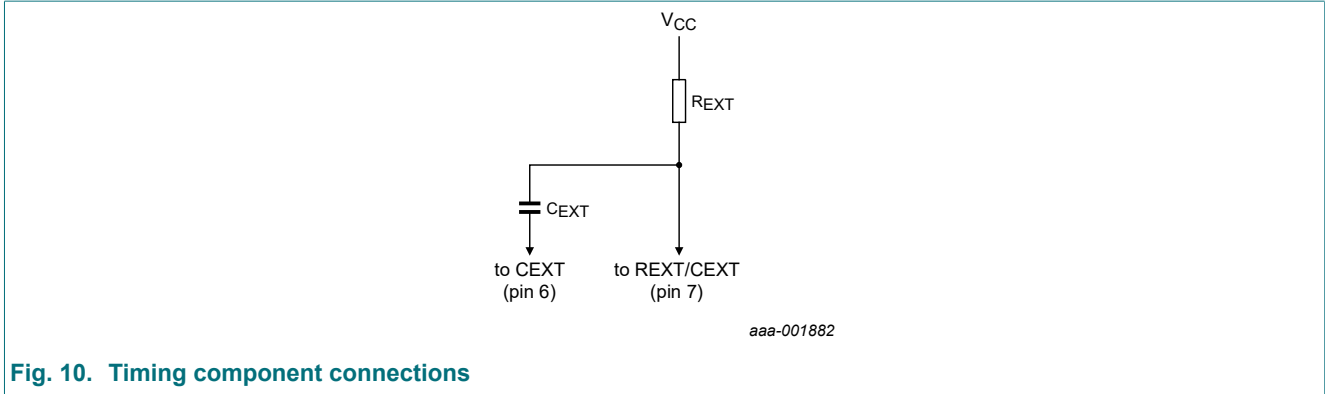 VCC
REXT
CEXT
to CEXT
(pin 6)
to REXT/CEXT
(pin 7)
aaa-001882
Fig. 10. Timing component connections